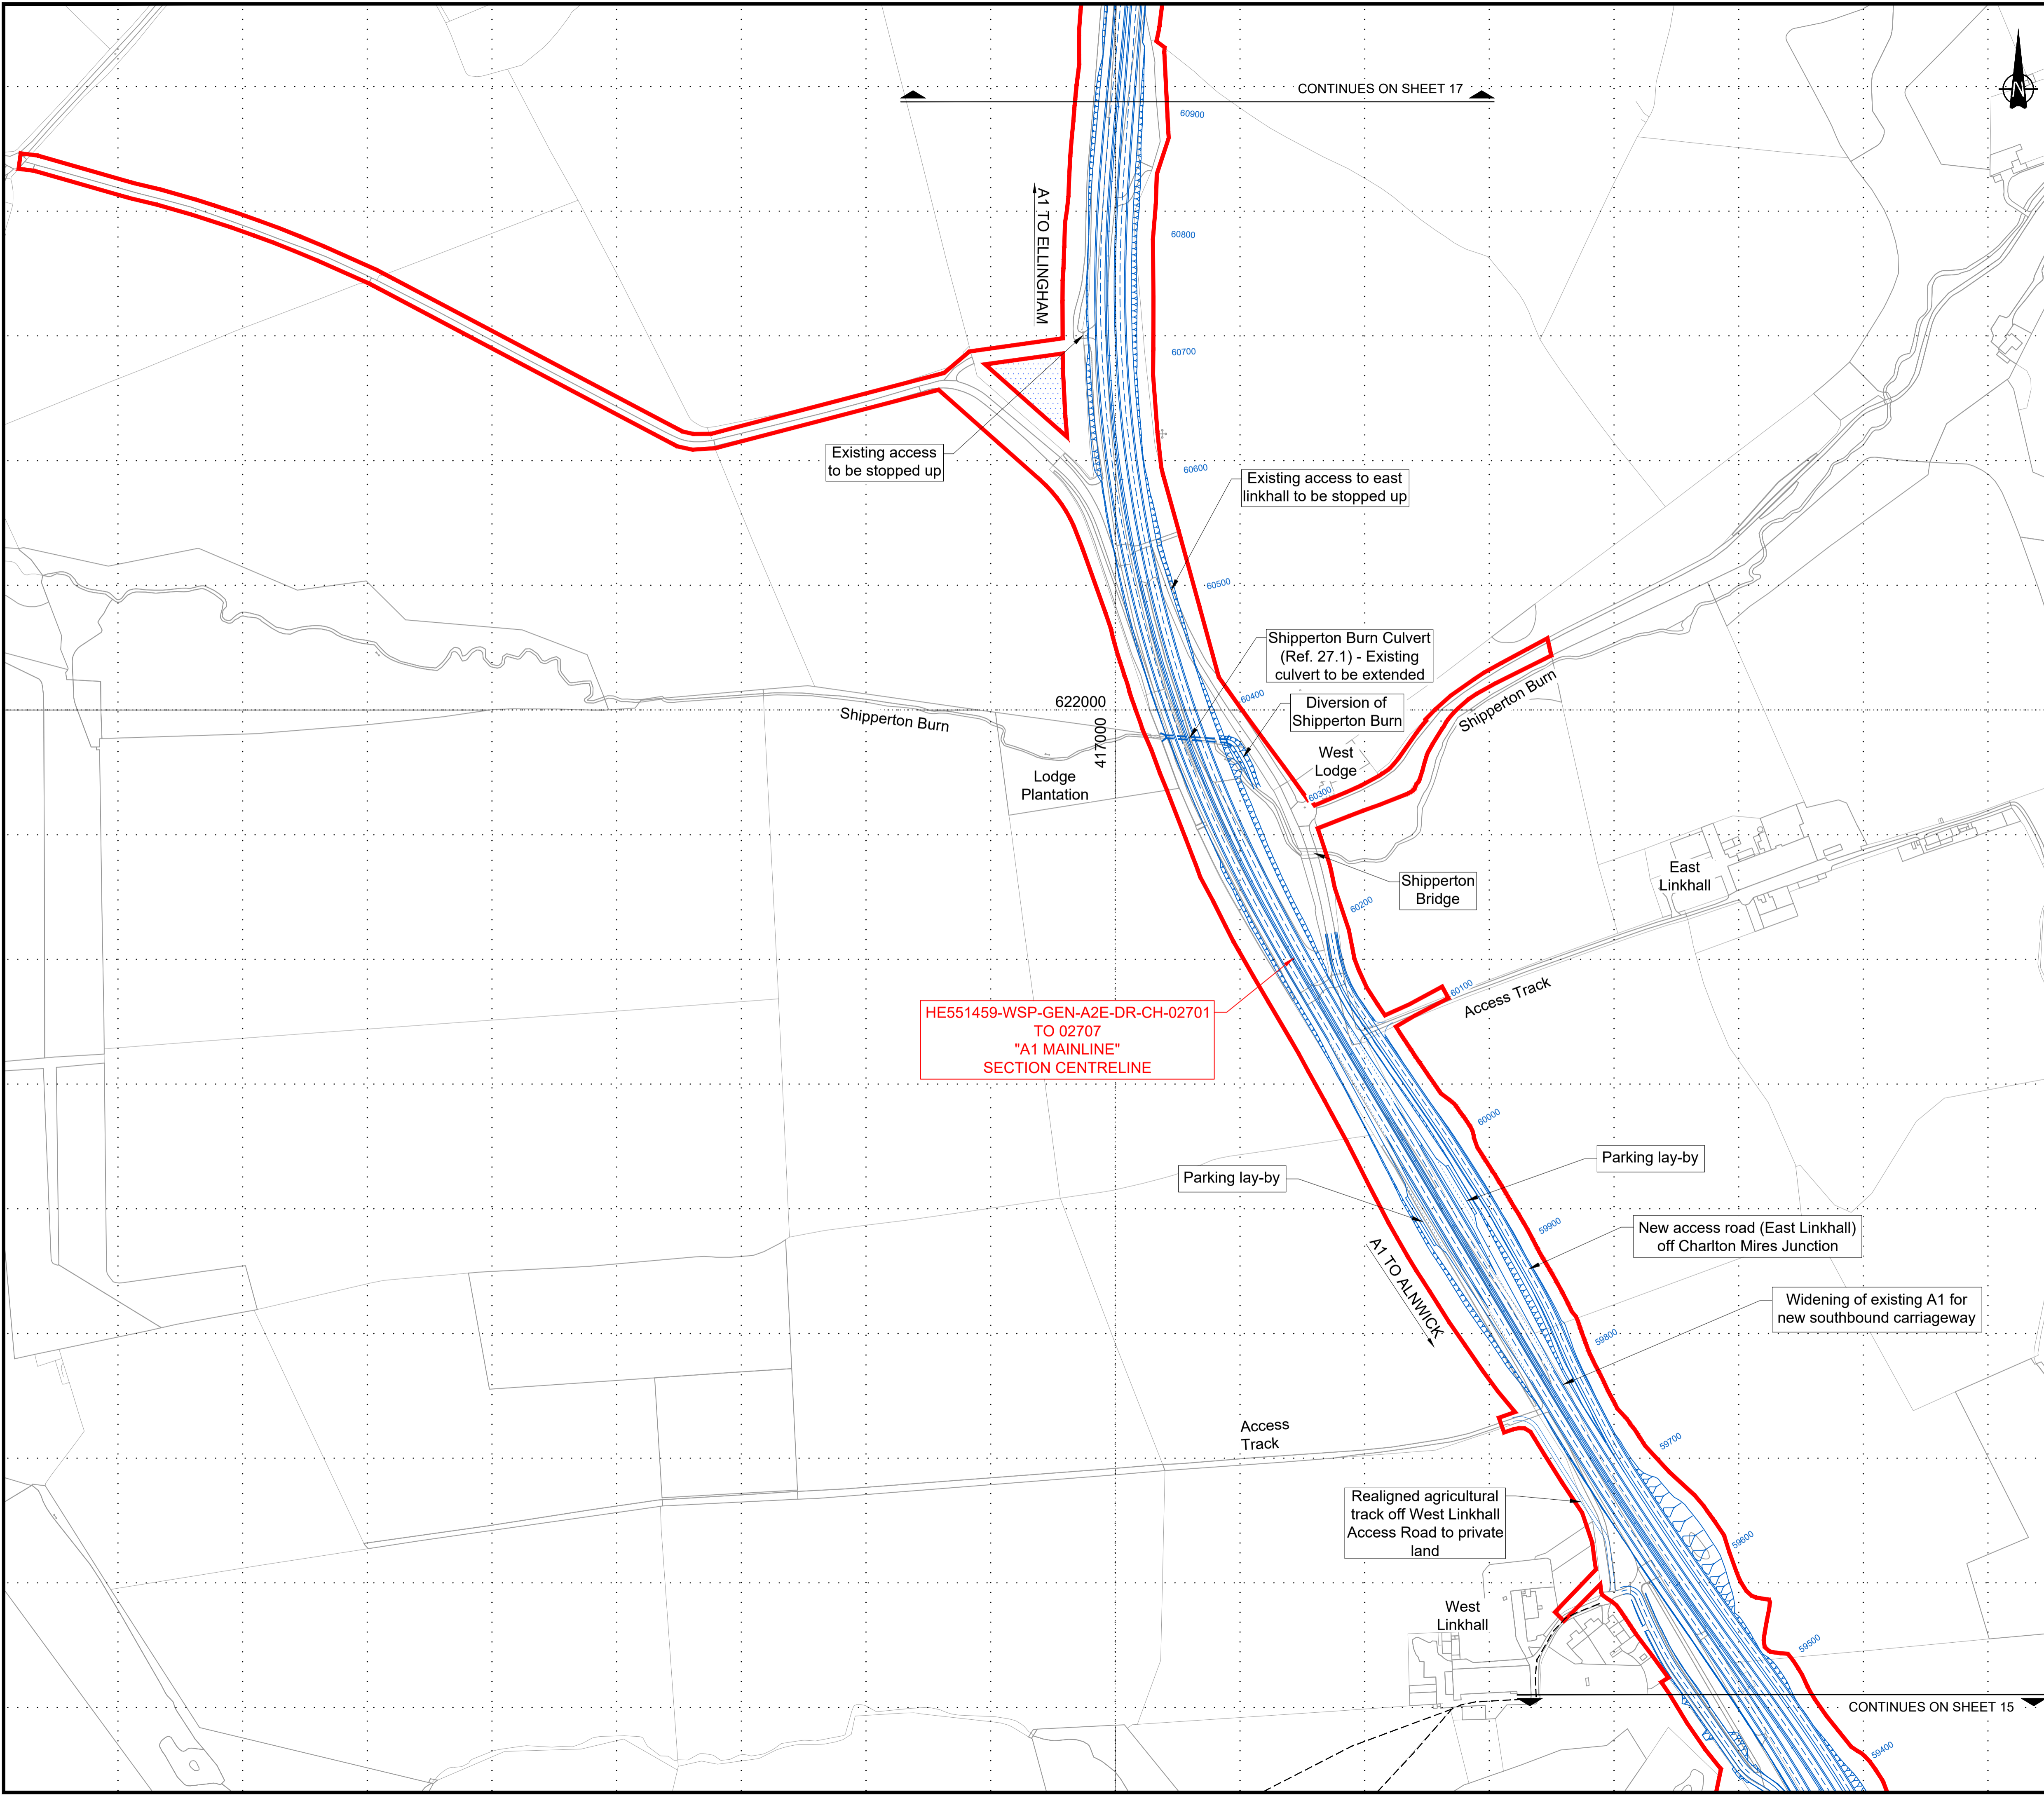 CONTINUES ON SHEET 17
N
60900
A1 TO ELLINGHAM
60800
60700
Existing access
to be stopped up
60600
Existing access to east
linkhall to be stopped up
60500
Shipperton Burn Culvert
(Ref. 27.1) - Existing
culvert to be extended
60400
Diversion of
Shipperton Burn
Shipperton Burn
622000
417000
Shipperton Burn
West
Lodge
Lodge
Plantation
60300
East
Linkhall
Shipperton
Bridge
60200
60100
Access Track
HE551459-WSP-GEN-A2E-DR-CH-02701
TO 02707
"A1 MAINLINE"
SECTION CENTRELINE
60000
Parking lay-by
Parking lay-by
59900
New access road (East Linkhall)
off Charlton Mires Junction
A1 TO ALNWICK
Widening of existing A1 for
new southbound carriageway
59800
Access
Track
59700
Realigned agricultural
track off West Linkhall
Access Road to private
land
59600
West
Linkhall
59500
CONTINUES ON SHEET 15
59400